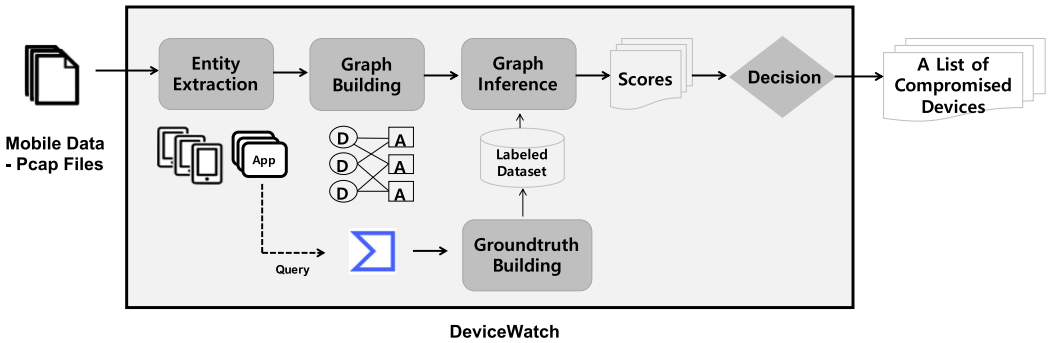 Mobile Data
- Pcap Files
Entity
Extraction
Graph
Building
Graph
Inference
Scores
Decision
A List of
Compromised
Devices
App
D
A
D
A
D
A
Labeled
Dataset
Query
Groundtruth
Building
DeviceWatch